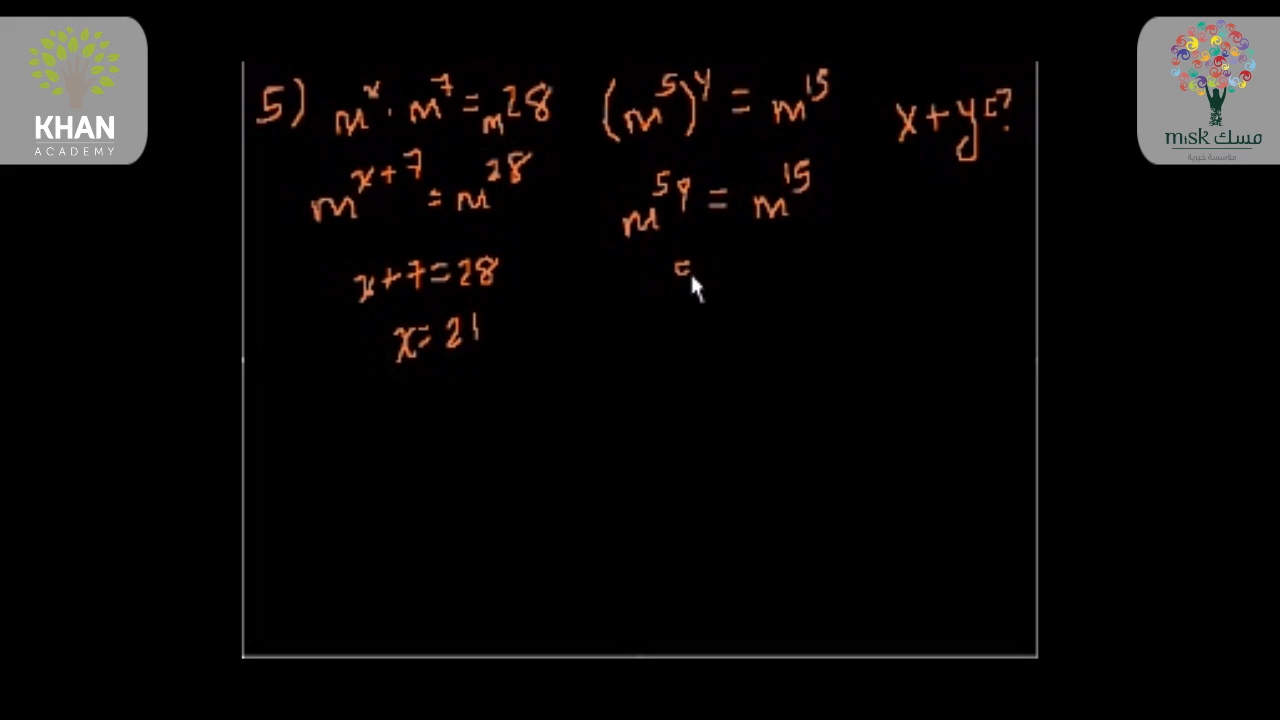 KHAN
ACADEMY
misk مسك
مؤسسة خيرية
5) m^x · m^7 = m^28 (m^5)^y = m^15 x+y=?
m^x+7 = m^28 m^5y = m^15
x+7=28 =
x=21